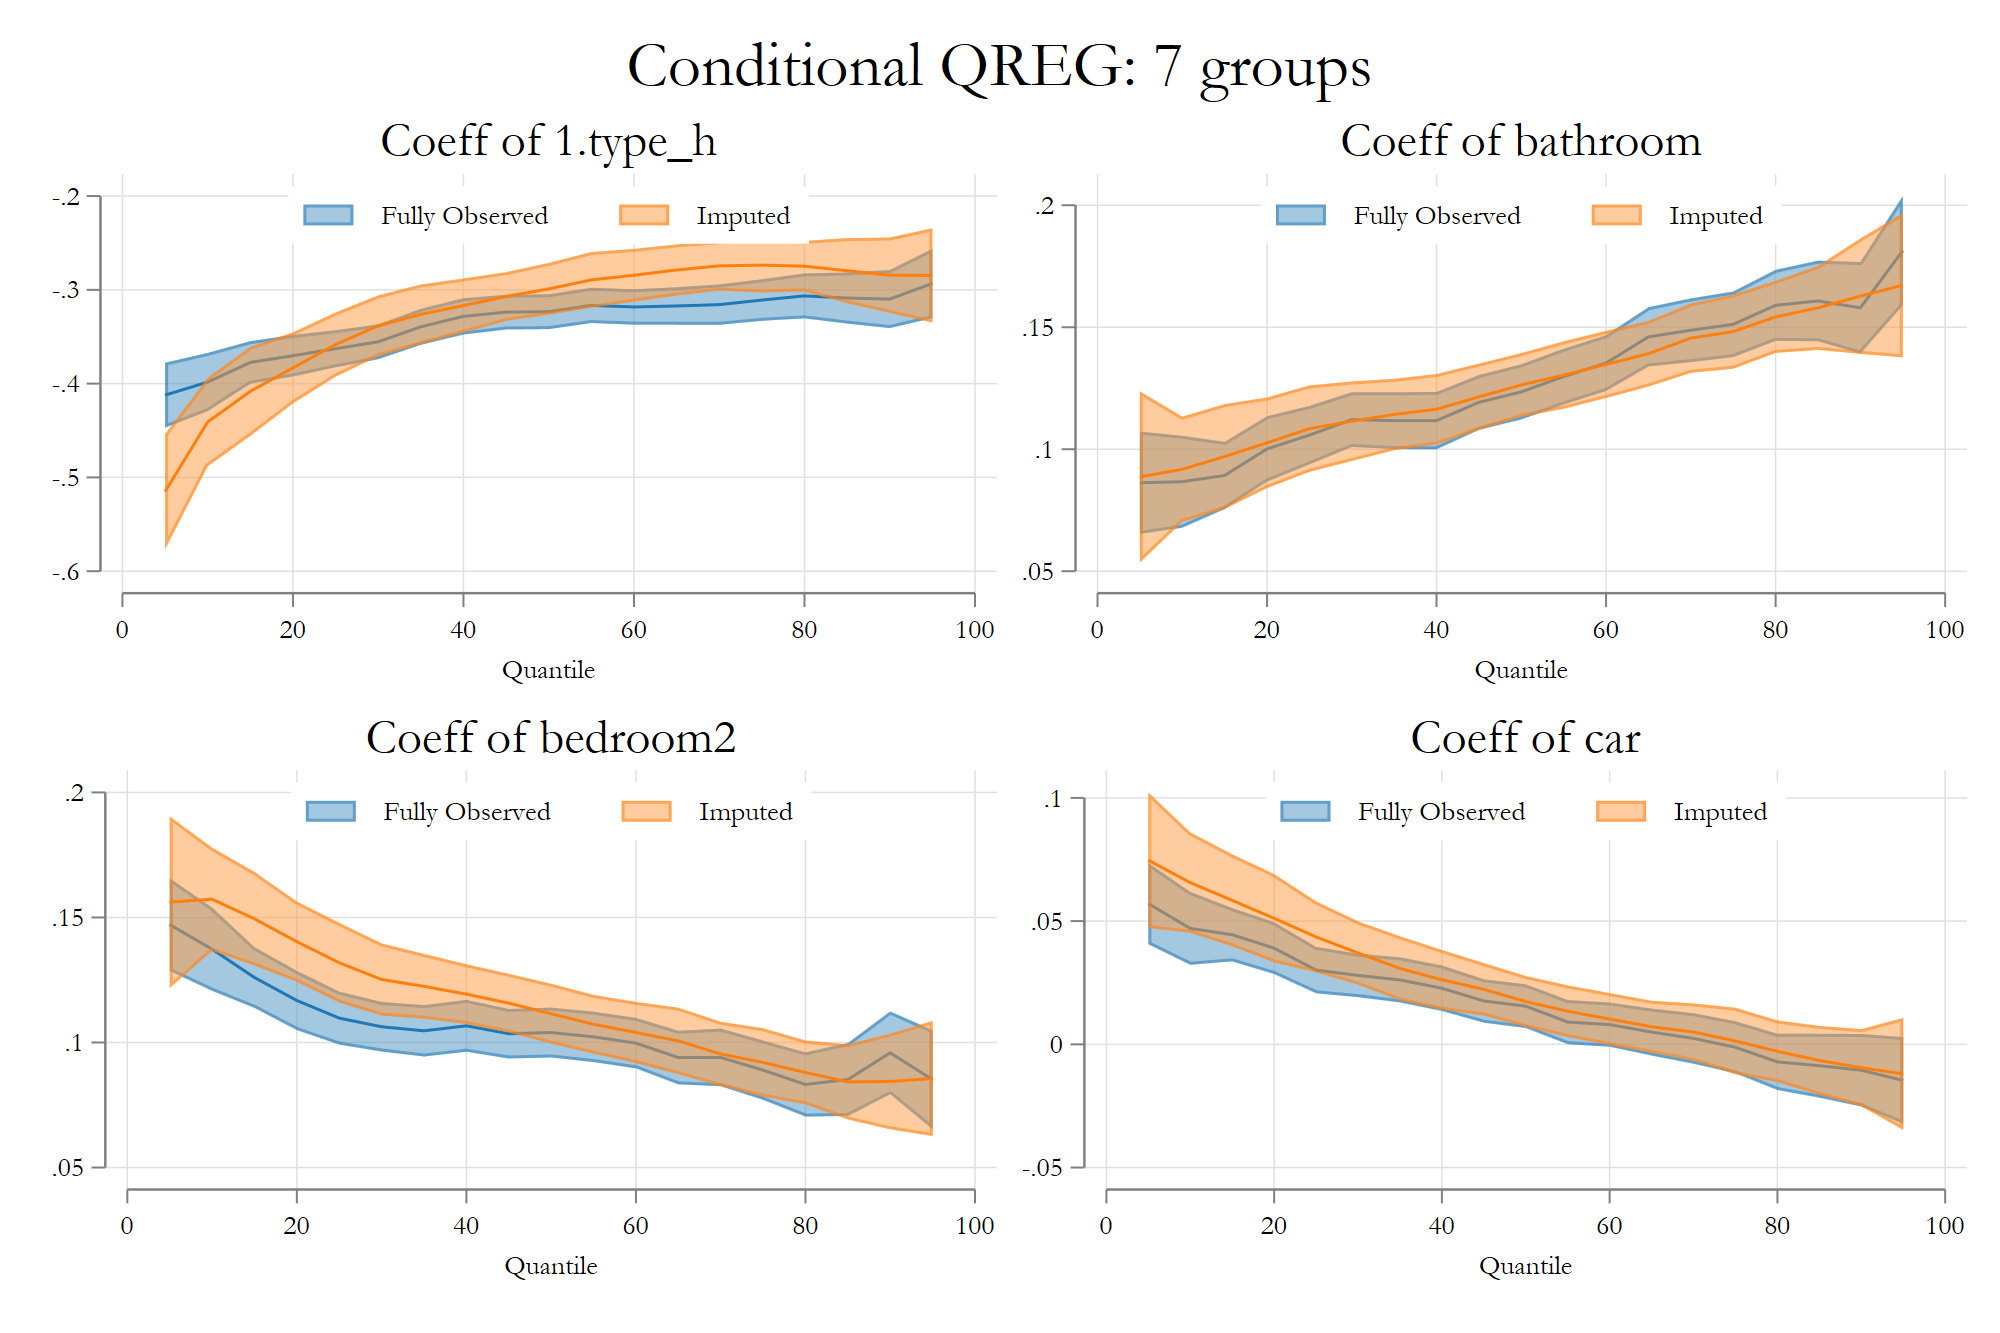 Conditional QREG: 7 groups
Coeff of 1.type_h
Fully Observed Imputed
-.2
-.3
-.4
-.5
-.6
0 20 40 60 80 100
Quantile
Coeff of bathroom
Fully Observed Imputed
.2
.15
.1
.05
0 20 40 60 80 100
Quantile
Coeff of bedroom2
Fully Observed Imputed
.2
.15
.1
.05
0 20 40 60 80 100
Quantile
Coeff of car
Fully Observed Imputed
.1
.05
0
-.05
0 20 40 60 80 100
Quantile